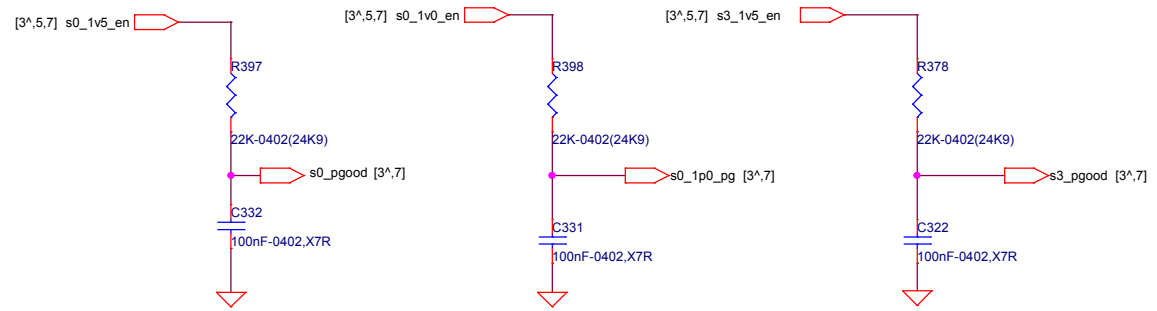 [3^,5,7] s0_1v5_en
R397
22K-0402(24K9)
s0_pgood [3^,7]
C332
100nF-0402,X7R
[3^,5,7] s0_1v0_en
R398
22K-0402(24K9)
s0_1p0_pg [3^,7]
C331
100nF-0402,X7R
[3^,5,7] s3_1v5_en
R378
22K-0402(24K9)
s3_pgood [3^,7]
C322
100nF-0402,X7R